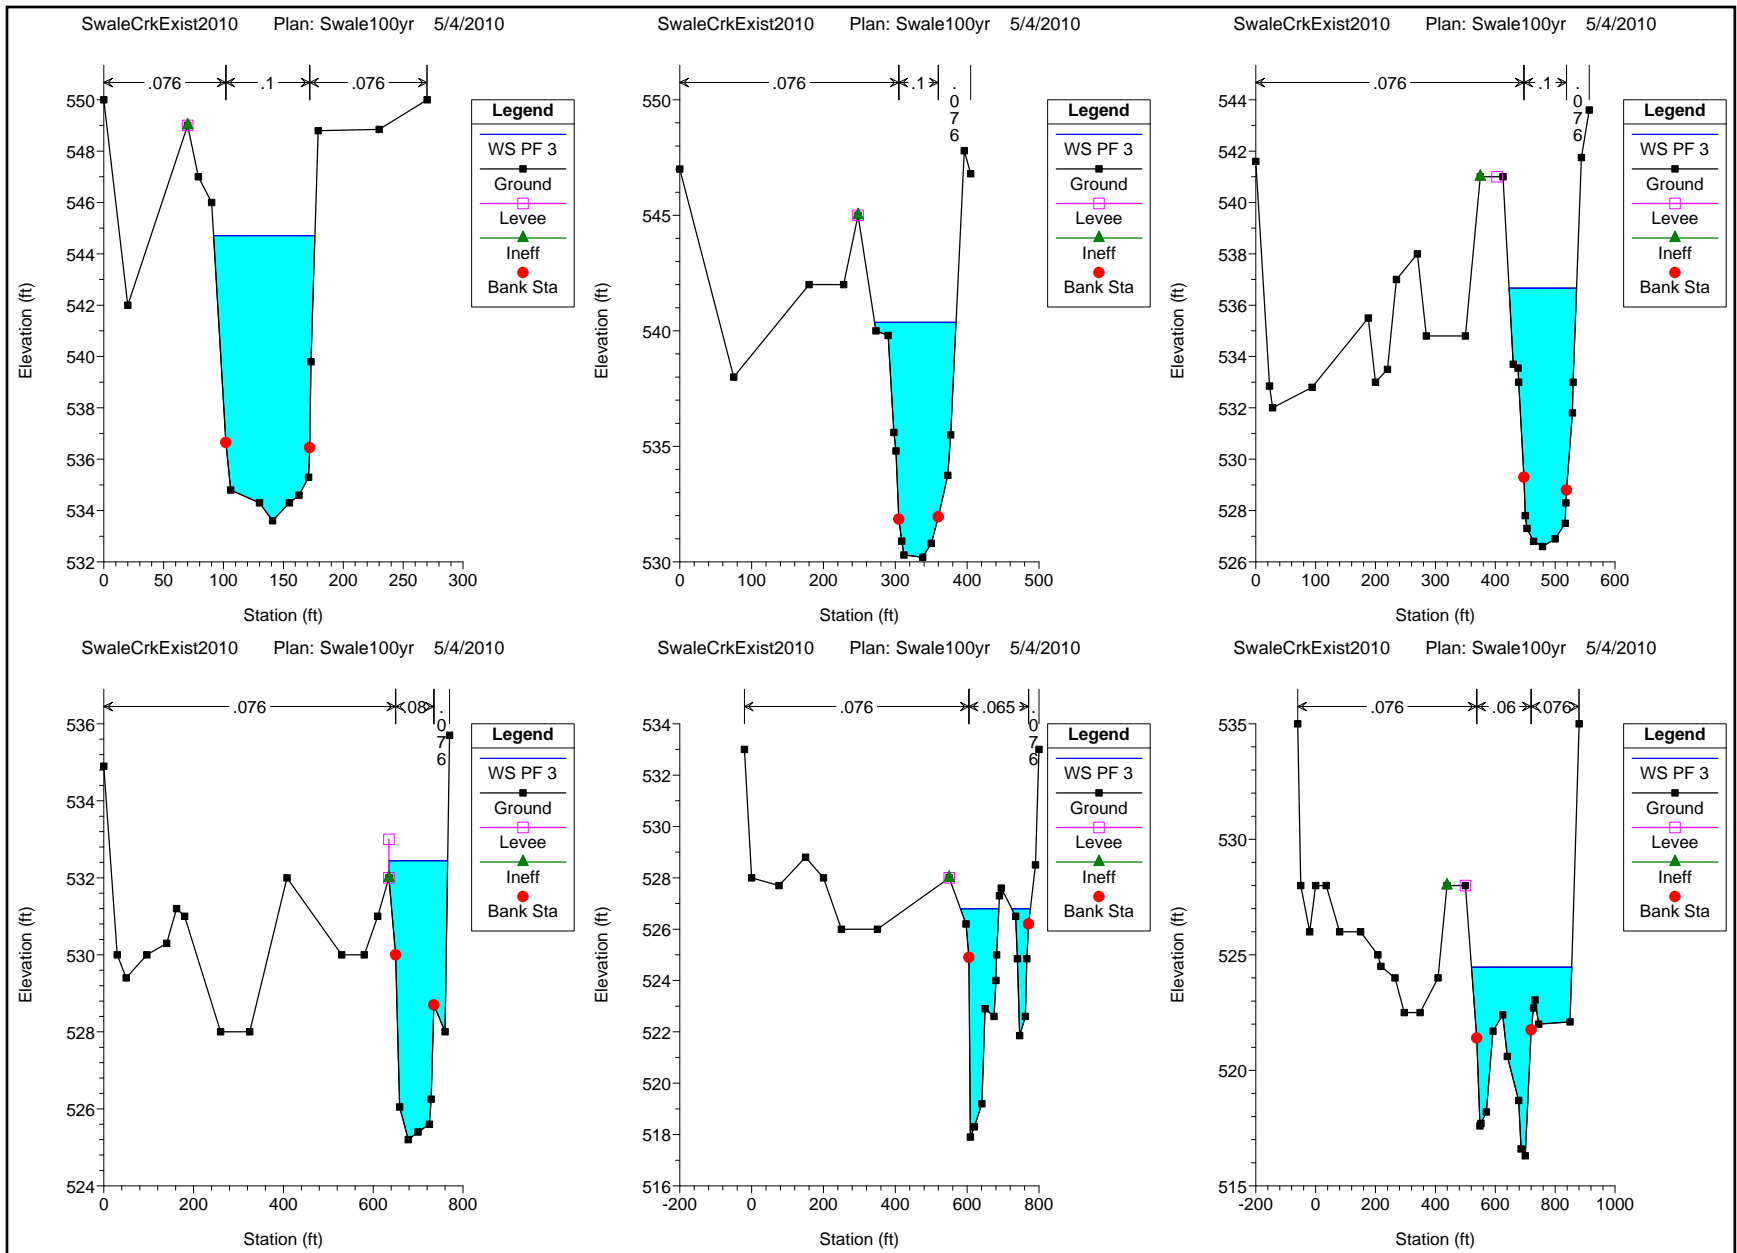 SwaleCrkExist2010 Plan: Swale100yr 5/4/2010
.076 .1 .076
550
548
546
544
542
540
538
536
534
532
0 50 100 150 200 250 300
Station (ft)
Elevation (ft)
Legend
WS PF 3
Ground
Levee
Ineff
Bank Sta
SwaleCrkExist2010 Plan: Swale100yr 5/4/2010
.076 .1 .076
550
545
540
535
530
0 100 200 300 400 500
Station (ft)
Elevation (ft)
Legend
WS PF 3
Ground
Levee
Ineff
Bank Sta
SwaleCrkExist2010 Plan: Swale100yr 5/4/2010
.076 .1 .076
544
542
540
538
536
534
532
530
528
526
0 100 200 300 400 500 600
Station (ft)
Elevation (ft)
Legend
WS PF 3
Ground
Levee
Ineff
Bank Sta
SwaleCrkExist2010 Plan: Swale100yr 5/4/2010
.076 .08 .076
536
534
532
530
528
526
524
0 200 400 600 800
Station (ft)
Elevation (ft)
Legend
WS PF 3
Ground
Levee
Ineff
Bank Sta
SwaleCrkExist2010 Plan: Swale100yr 5/4/2010
.076 .065 .076
534
532
530
528
526
524
522
520
518
516
-200 0 200 400 600 800
Station (ft)
Elevation (ft)
Legend
WS PF 3
Ground
Levee
Ineff
Bank Sta
SwaleCrkExist2010 Plan: Swale100yr 5/4/2010
.076 .06 .076
535
530
525
520
515
-200 0 200 400 600 800 1000
Station (ft)
Elevation (ft)
Legend
WS PF 3
Ground
Levee
Ineff
Bank Sta